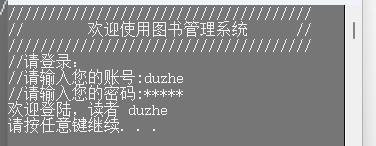 //////////////////////////////////////
//        欢迎使用图书管理系统      //
//////////////////////////////////////
//请登录:
//请输入您的账号:duzhe
//请输入您的密码:*****
欢迎登陆，读者 duzhe
请按任意键继续. . .